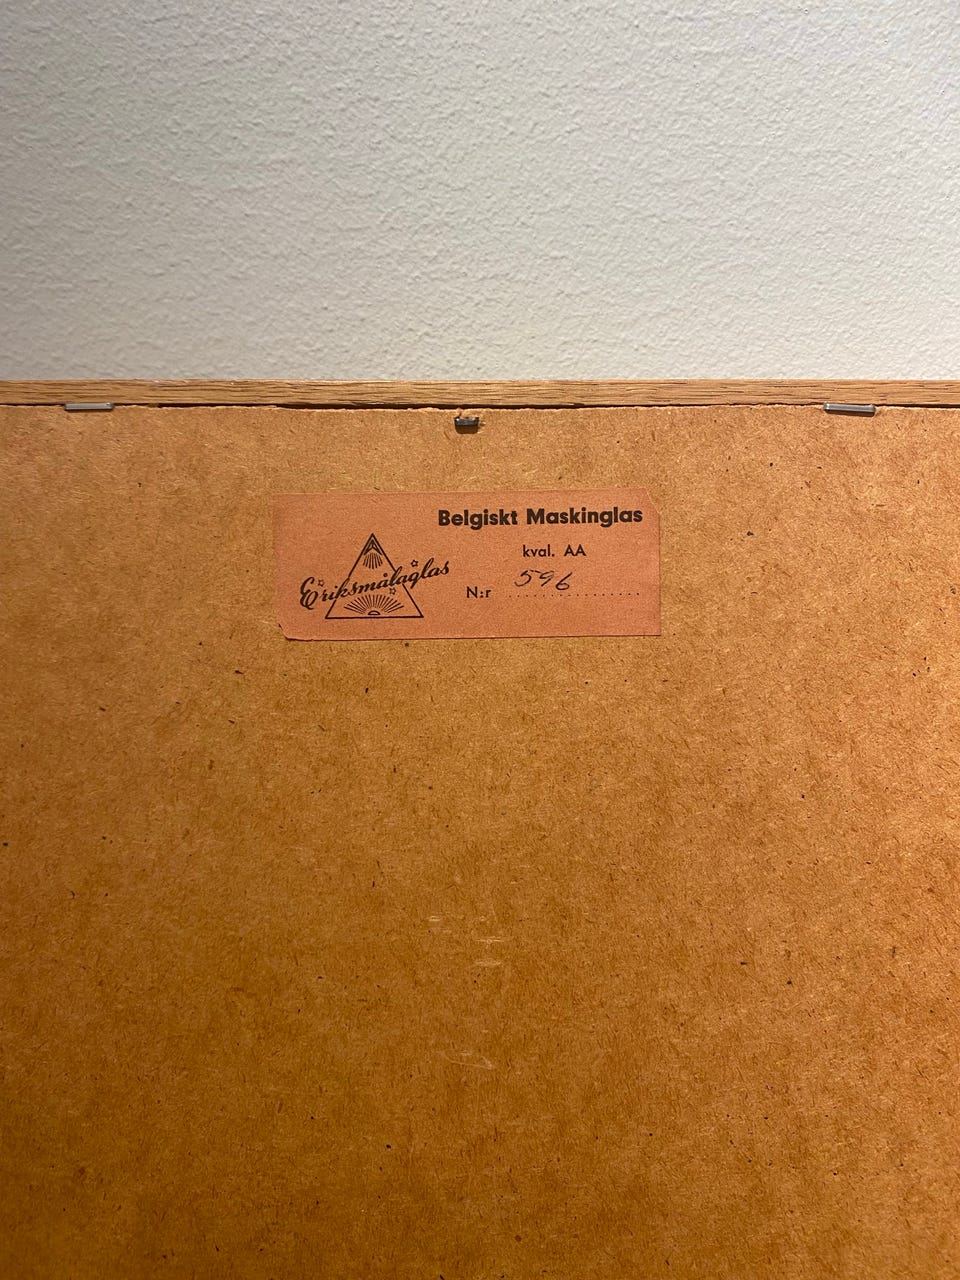 Belgiskt Maskinglas
kval. AA
Eriksmålaglas
N:r 596